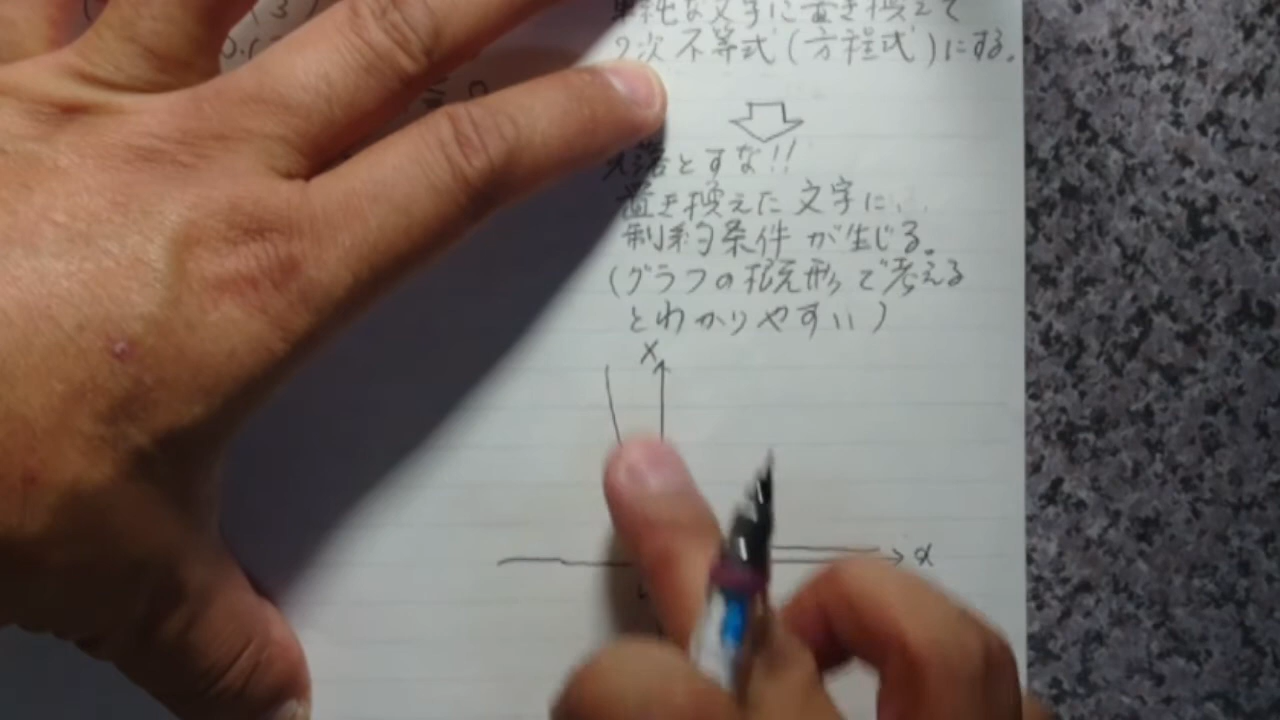 (3
0.(
単純な文字に置き換えて
2次不等式(方程式)にする。
見落とすな!!
置き換えた文字に、
制約条件が生じる。
(グラフの概形で考える
とわかりやすい)
X
x